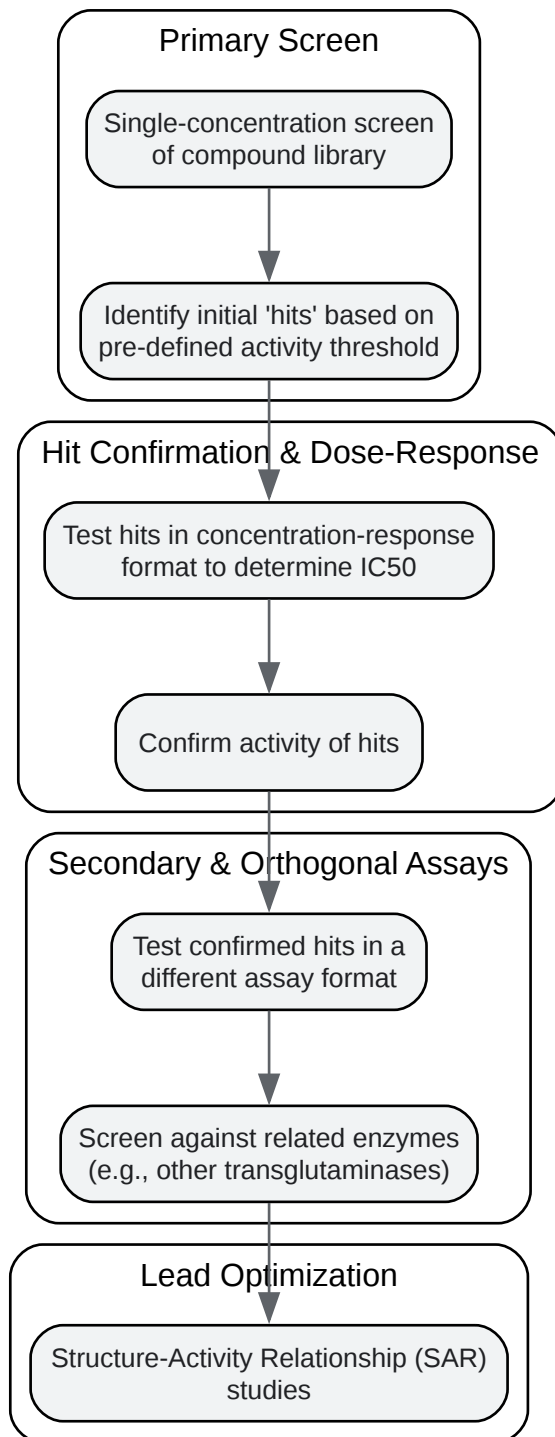 Primary Screen
Single-concentration screen
of compound library
Identify initial 'hits' based on
pre-defined activity threshold
Hit Confirmation & Dose-Response
Test hits in concentration-response
format to determine IC50
Confirm activity of hits
Secondary & Orthogonal Assays
Test confirmed hits in a
different assay format
Screen against related enzymes
(e.g., other transglutaminases)
Lead Optimization
Structure-Activity Relationship (SAR)
studies